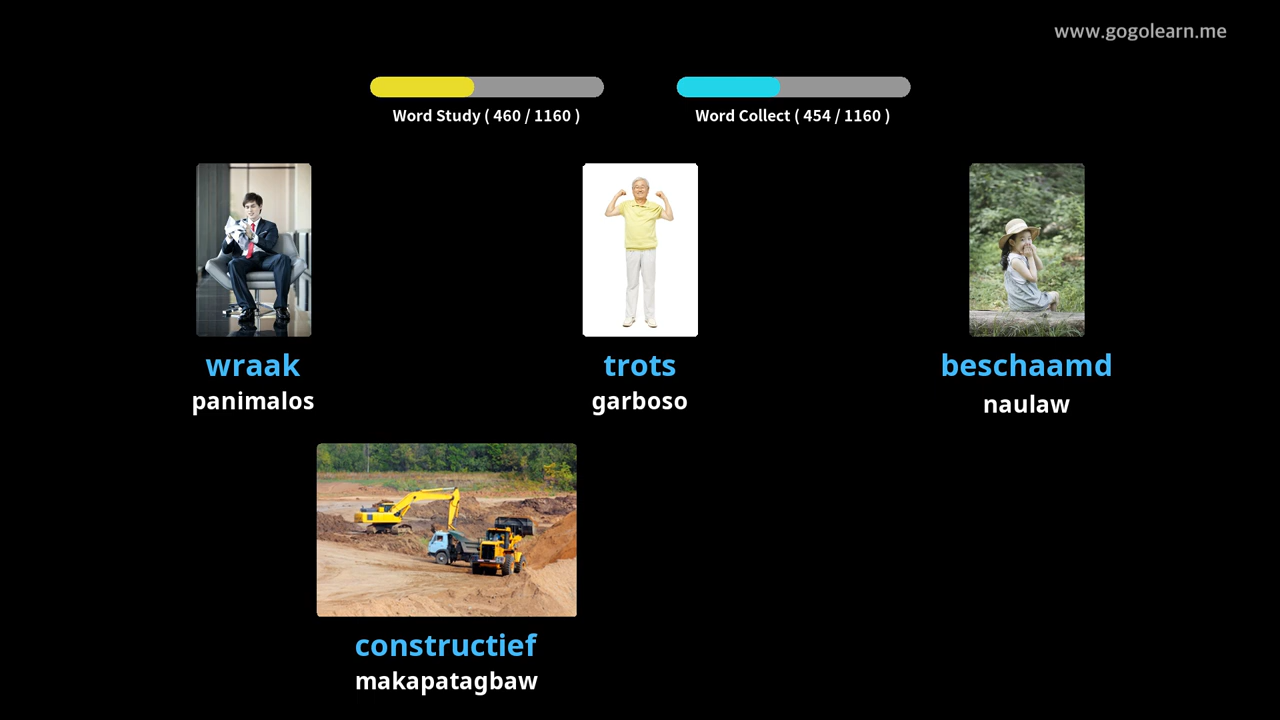 www.gogolearn.me
Word Study ( 460 / 1160 )
Word Collect ( 454 / 1160 )
wraak
panimalos
trots
garboso
beschaamd
naulaw
constructief
makapatagbaw